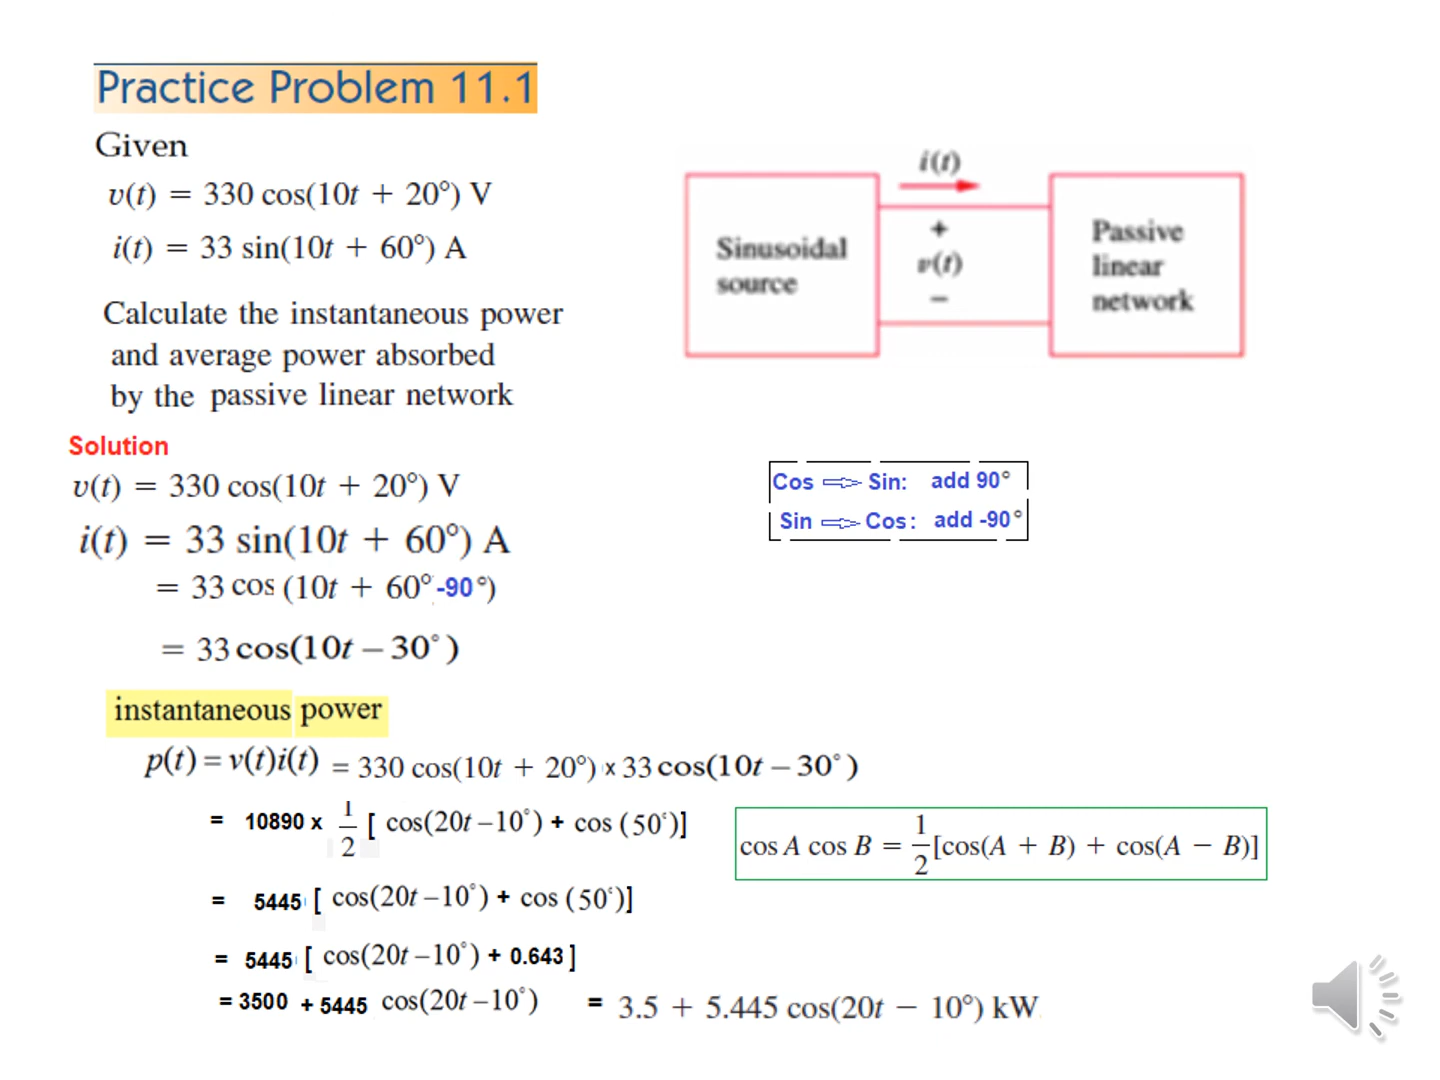 Practice Problem 11.1
Given
v(t) = 330 cos(10t + 20°) V
i(t) = 33 sin(10t + 60°) A
Calculate the instantaneous power
and average power absorbed
by the passive linear network
i(t)
Sinusoidal
source
+
v(t)
−
Passive
linear
network
Solution
v(t) = 330 cos(10t + 20°) V
i(t) = 33 sin(10t + 60°) A
= 33 cos (10t + 60° -90°)
= 33 cos(10t − 30°)
Cos ⇒ Sin: add 90°
Sin ⇒ Cos: add -90°
instantaneous power
p(t) = v(t)i(t) = 330 cos(10t + 20°) x 33 cos(10t − 30°)
= 10890 x 1/2 [ cos(20t − 10°) + cos (50°)]
cos A cos B = 1/2[cos(A + B) + cos(A − B)]
= 5445 [ cos(20t − 10°) + cos (50°)]
= 5445 [ cos(20t − 10°) + 0.643 ]
= 3500 + 5445 cos(20t − 10°) = 3.5 + 5.445 cos(20t − 10°) kW